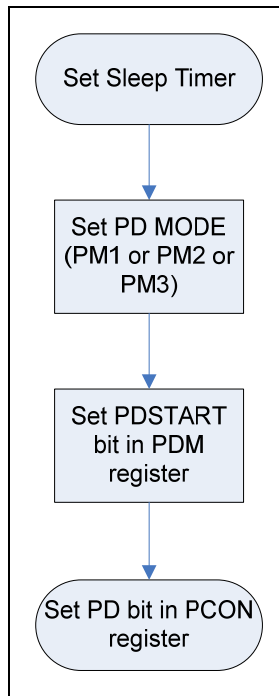 Set Sleep Timer
Set PD MODE
(PM1 or PM2 or
PM3)
Set PDSTART
bit in PDM
register
Set PD bit in PCON
register